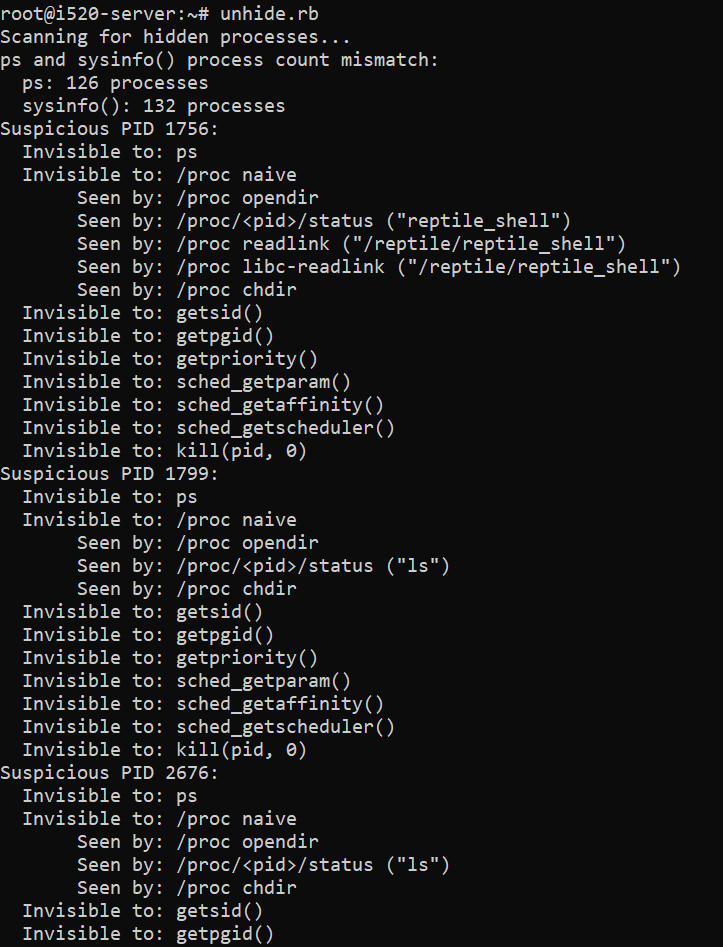 root@i520-server:~# unhide.rb
Scanning for hidden processes...
ps and sysinfo() process count mismatch:
  ps: 126 processes
  sysinfo(): 132 processes
Suspicious PID 1756:
  Invisible to: ps
  Invisible to: /proc naive
       Seen by: /proc opendir
       Seen by: /proc/<pid>/status ("reptile_shell")
       Seen by: /proc readlink ("/reptile/reptile_shell")
       Seen by: /proc libc-readlink ("/reptile/reptile_shell")
       Seen by: /proc chdir
  Invisible to: getsid()
  Invisible to: getpgid()
  Invisible to: getpriority()
  Invisible to: sched_getparam()
  Invisible to: sched_getaffinity()
  Invisible to: sched_getscheduler()
  Invisible to: kill(pid, 0)
Suspicious PID 1799:
  Invisible to: ps
  Invisible to: /proc naive
       Seen by: /proc opendir
       Seen by: /proc/<pid>/status ("ls")
       Seen by: /proc chdir
  Invisible to: getsid()
  Invisible to: getpgid()
  Invisible to: getpriority()
  Invisible to: sched_getparam()
  Invisible to: sched_getaffinity()
  Invisible to: sched_getscheduler()
  Invisible to: kill(pid, 0)
Suspicious PID 2676:
  Invisible to: ps
  Invisible to: /proc naive
       Seen by: /proc opendir
       Seen by: /proc/<pid>/status ("ls")
       Seen by: /proc chdir
  Invisible to: getsid()
  Invisible to: getpgid()